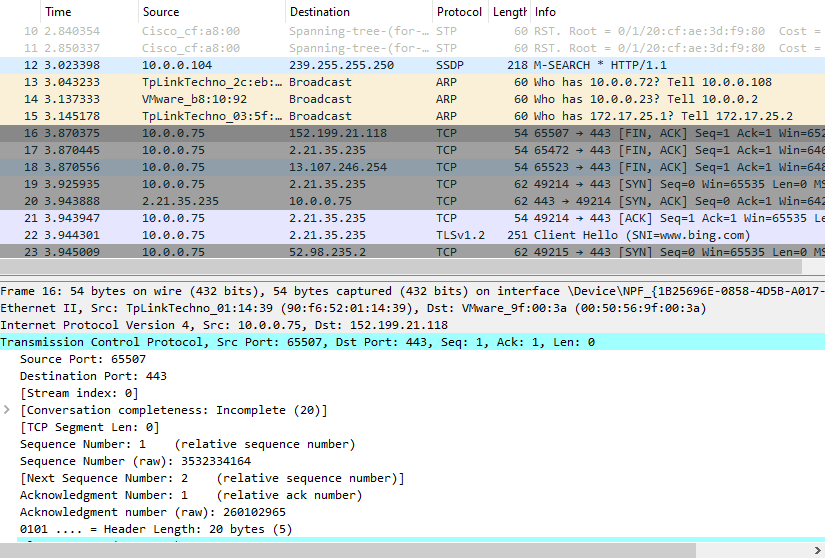 Time Source Destination Protocol Length Info
10 2.840354 Cisco_cf:a8:00 Spanning-tree-(for-… STP 60 RST. Root = 0/1/20:cf:ae:3d:f9:80 Cost =
11 2.850337 Cisco_cf:a8:00 Spanning-tree-(for-… STP 60 RST. Root = 0/1/20:cf:ae:3d:f9:80 Cost =
12 3.023398 10.0.0.104 239.255.255.250 SSDP 218 M-SEARCH * HTTP/1.1
13 3.043233 TpLinkTechno_2c:eb:… Broadcast ARP 60 Who has 10.0.0.72? Tell 10.0.0.108
14 3.137333 VMware_b8:10:92 Broadcast ARP 60 Who has 10.0.0.23? Tell 10.0.0.2
15 3.145178 TpLinkTechno_03:5f:… Broadcast ARP 60 Who has 172.17.25.1? Tell 172.17.25.2
16 3.870375 10.0.0.75 152.199.21.118 TCP 54 65507 → 443 [FIN, ACK] Seq=1 Ack=1 Win=652
17 3.870445 10.0.0.75 2.21.35.235 TCP 54 65472 → 443 [FIN, ACK] Seq=1 Ack=1 Win=646
18 3.870556 10.0.0.75 13.107.246.254 TCP 54 65523 → 443 [FIN, ACK] Seq=1 Ack=1 Win=648
19 3.925935 10.0.0.75 2.21.35.235 TCP 62 49214 → 443 [SYN] Seq=0 Win=65535 Len=0 MS
20 3.943888 2.21.35.235 10.0.0.75 TCP 62 443 → 49214 [SYN, ACK] Seq=0 Ack=1 Win=642
21 3.943947 10.0.0.75 2.21.35.235 TCP 54 49214 → 443 [ACK] Seq=1 Ack=1 Win=65535 L
22 3.944301 10.0.0.75 2.21.35.235 TLSv1.2 251 Client Hello (SNI=www.bing.com)
23 3.945009 10.0.0.75 52.98.235.2 TCP 62 49215 → 443 [SYN] Seq=0 Win=65535 Len=0 MS
Frame 16: 54 bytes on wire (432 bits), 54 bytes captured (432 bits) on interface \Device\NPF_{1B25696E-0858-4D5B-A017-
Ethernet II, Src: TpLinkTechno_01:14:39 (90:f6:52:01:14:39), Dst: VMware_9f:00:3a (00:50:56:9f:00:3a)
Internet Protocol Version 4, Src: 10.0.0.75, Dst: 152.199.21.118
Transmission Control Protocol, Src Port: 65507, Dst Port: 443, Seq: 1, Ack: 1, Len: 0
Source Port: 65507
Destination Port: 443
[Stream index: 0]
[Conversation completeness: Incomplete (20)]
[TCP Segment Len: 0]
Sequence Number: 1 (relative sequence number)
Sequence Number (raw): 3532334164
[Next Sequence Number: 2 (relative sequence number)]
Acknowledgment Number: 1 (relative ack number)
Acknowledgment number (raw): 260102965
0101 .... = Header Length: 20 bytes (5)